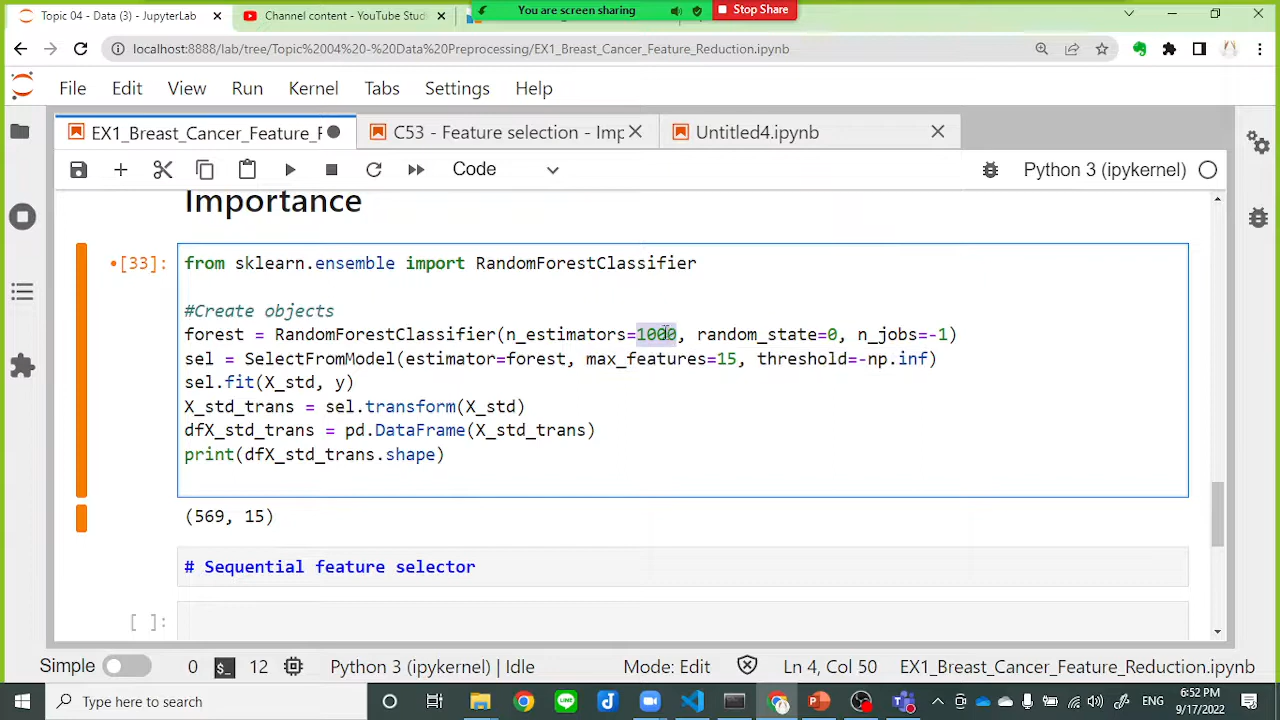 Topic 04 - Data (3) - JupyterLab
Channel content - YouTube Stud
You are screen sharing
Stop Share
localhost:8888/lab/tree/Topic%2004%20-%20Data%20Preprocessing/EX1_Breast_Cancer_Feature_Reduction.ipynb
File Edit View Run Kernel Tabs Settings Help
EX1_Breast_Cancer_Feature_F
C53 - Feature selection - Imp
Untitled4.ipynb
Code
Python 3 (ipykernel)
Importance
[33]:
from sklearn.ensemble import RandomForestClassifier
#Create objects
forest = RandomForestClassifier(n_estimators=1000, random_state=0, n_jobs=-1)
sel = SelectFromModel(estimator=forest, max_features=15, threshold=-np.inf)
sel.fit(X_std, y)
X_std_trans = sel.transform(X_std)
dfX_std_trans = pd.DataFrame(X_std_trans)
print(dfX_std_trans.shape)
(569, 15)
# Sequential feature selector
[ ]:
Simple 0 12 Python 3 (ipykernel) | Idle Mode: Edit Ln 4, Col 50 EX1_Breast_Cancer_Feature_Reduction.ipynb
Type here to search
ENG
6:52 PM
9/17/2022